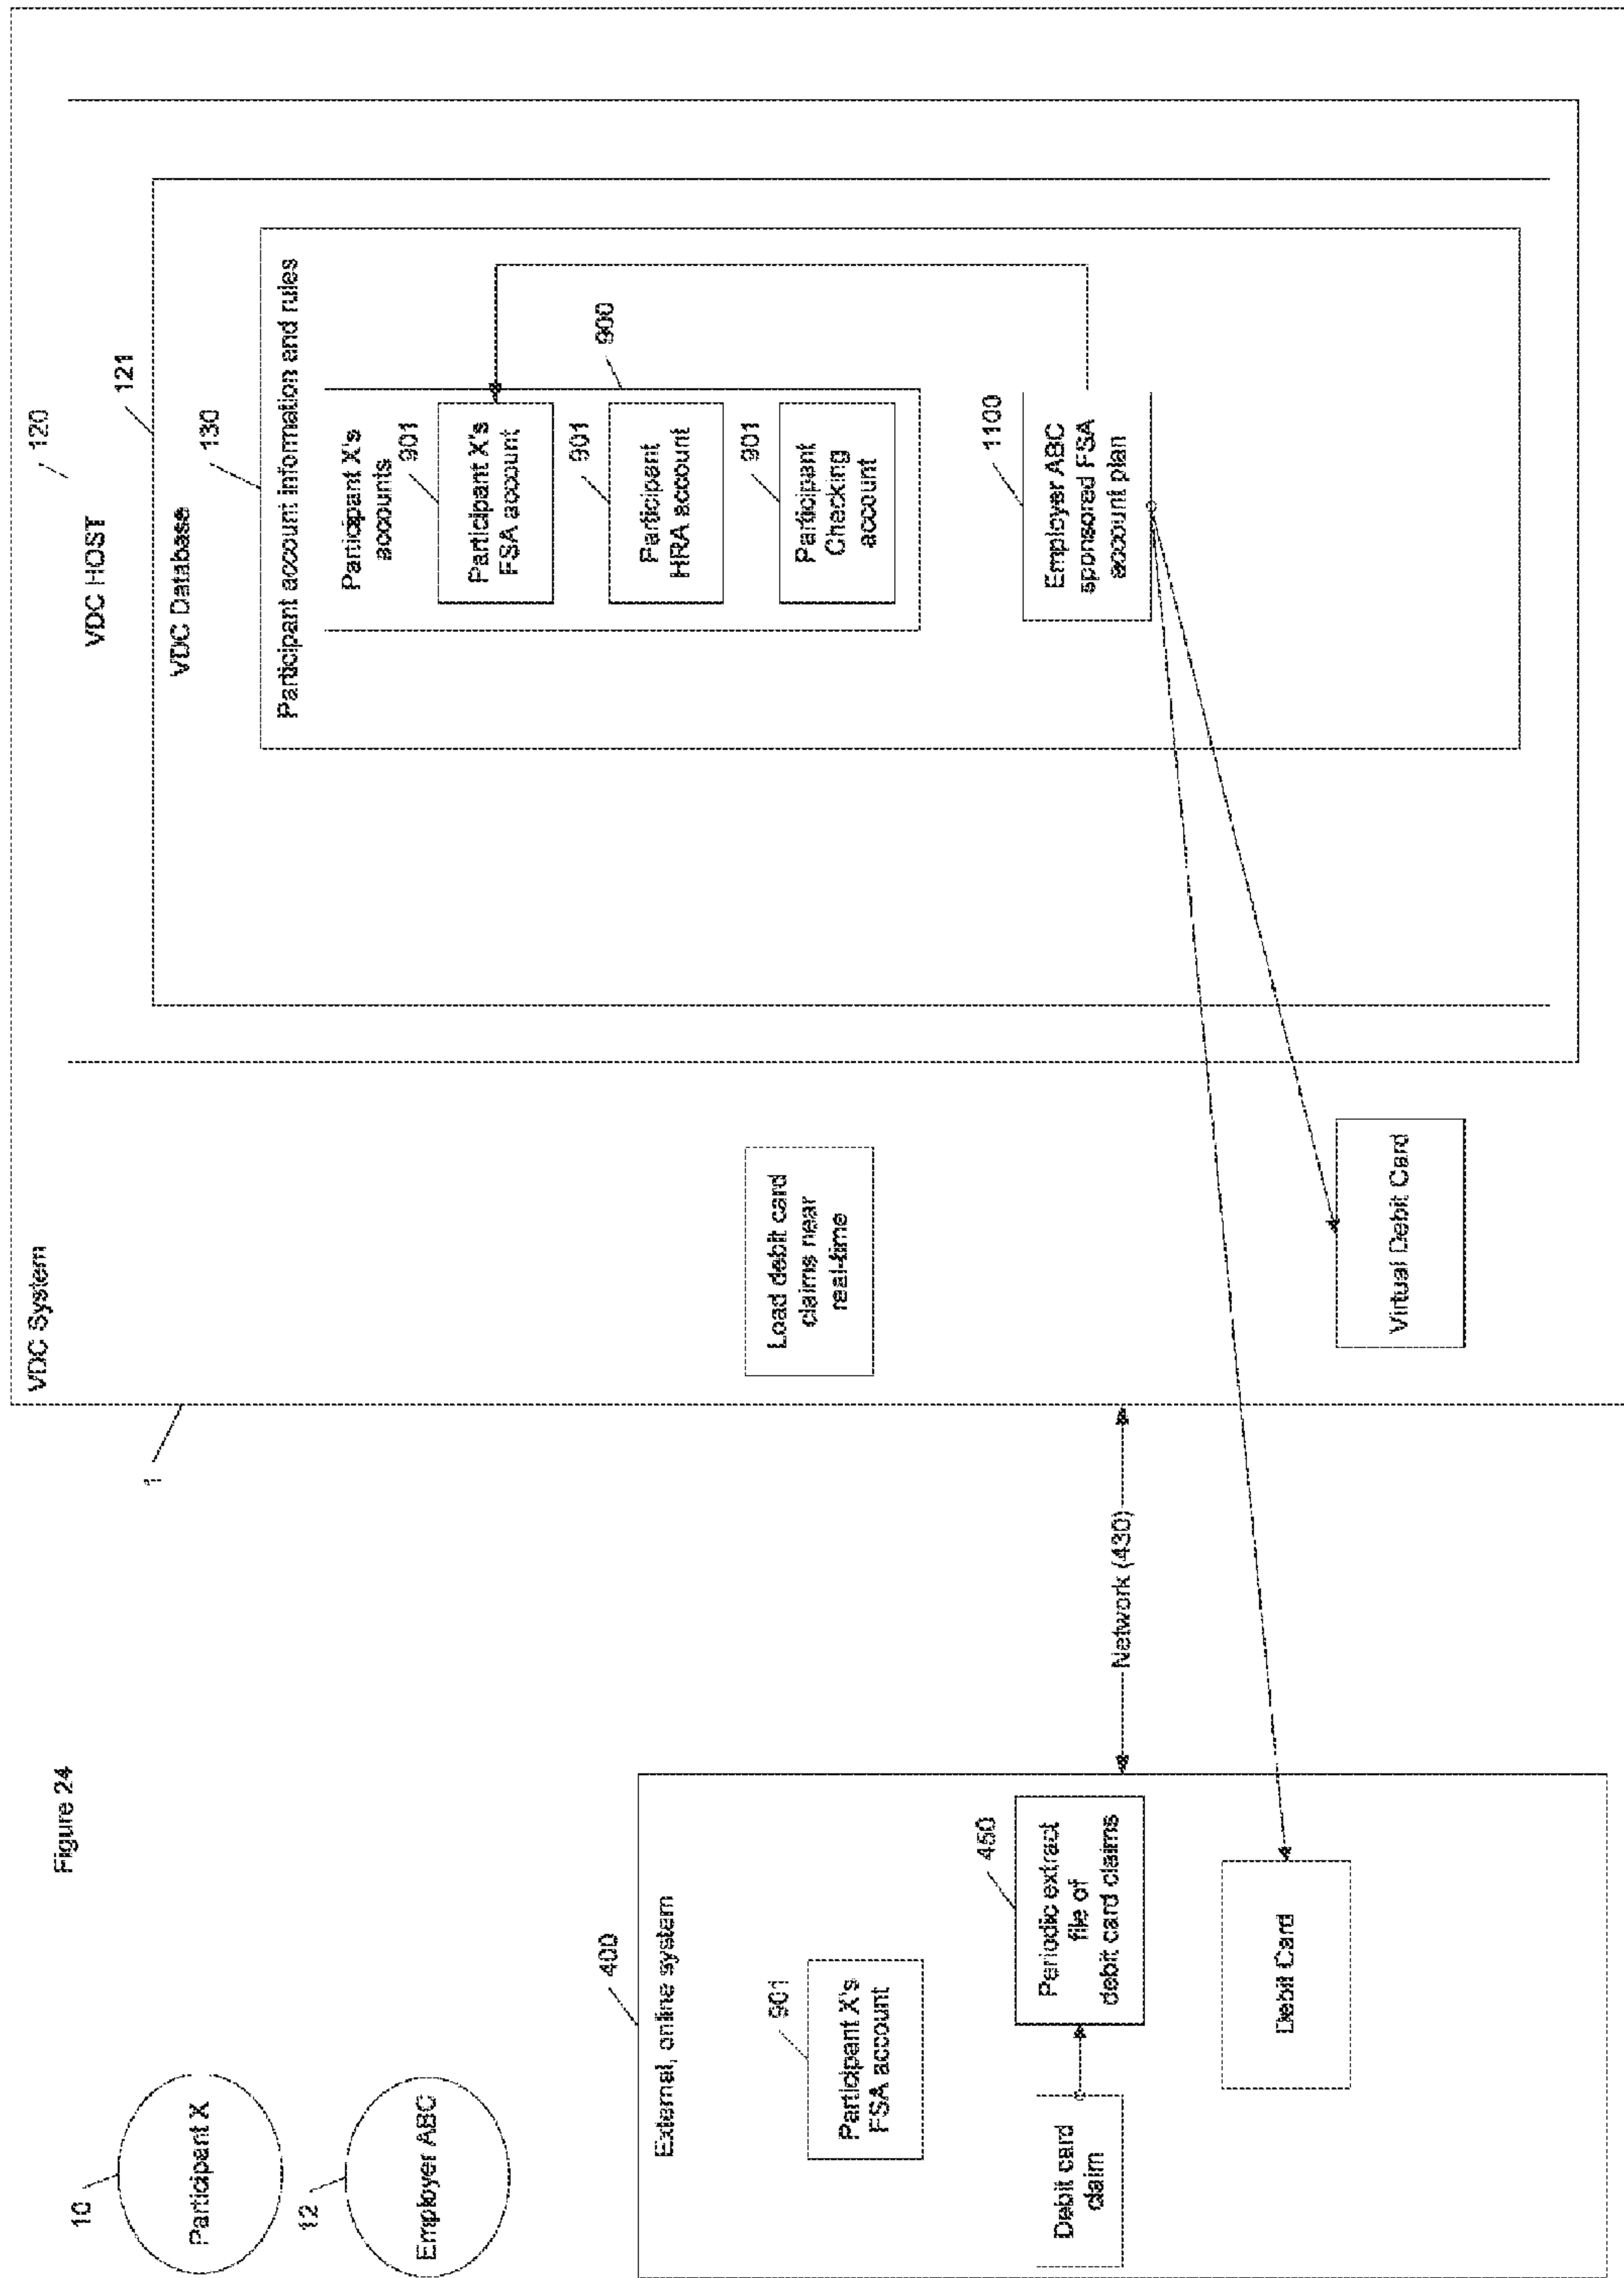 Figure 24
10
Participant X
12
Employer ABC
400
External, online system
901
Participant X's
FSA account
Debit card
claim
450
Periodic extract
file of
debit card claims
Debit Card
Network (430)
1
VDC System
Load debit card
claims near
real-time
Virtual Debit Card
120
VDC HOST
121
VDC Database
130
Participant account information and rules
Participant X's
accounts
900
901
Participant X's
FSA account
901
Participant
HRA account
901
Participant
Checking
account
1100
Employer ABC
sponsored FSA
account plan